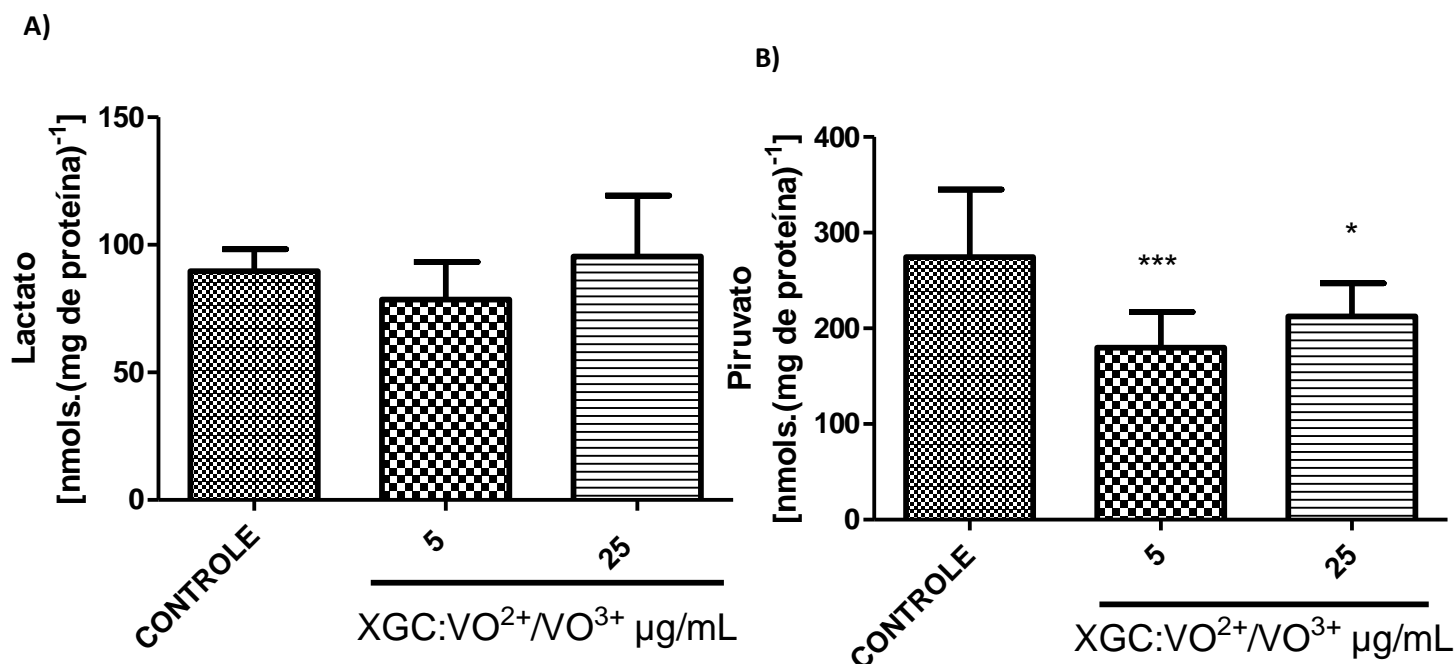 A)
Lactato
[nmols.(mg de proteína)⁻¹]
150
100
50
0
CONTROLE
5
25
XGC:VO²⁺/VO³⁺ µg/mL
B)
Piruvato
[nmols.(mg de proteína)⁻¹]
400
300
200
100
0
***
*
CONTROLE
5
25
XGC:VO²⁺/VO³⁺ µg/mL